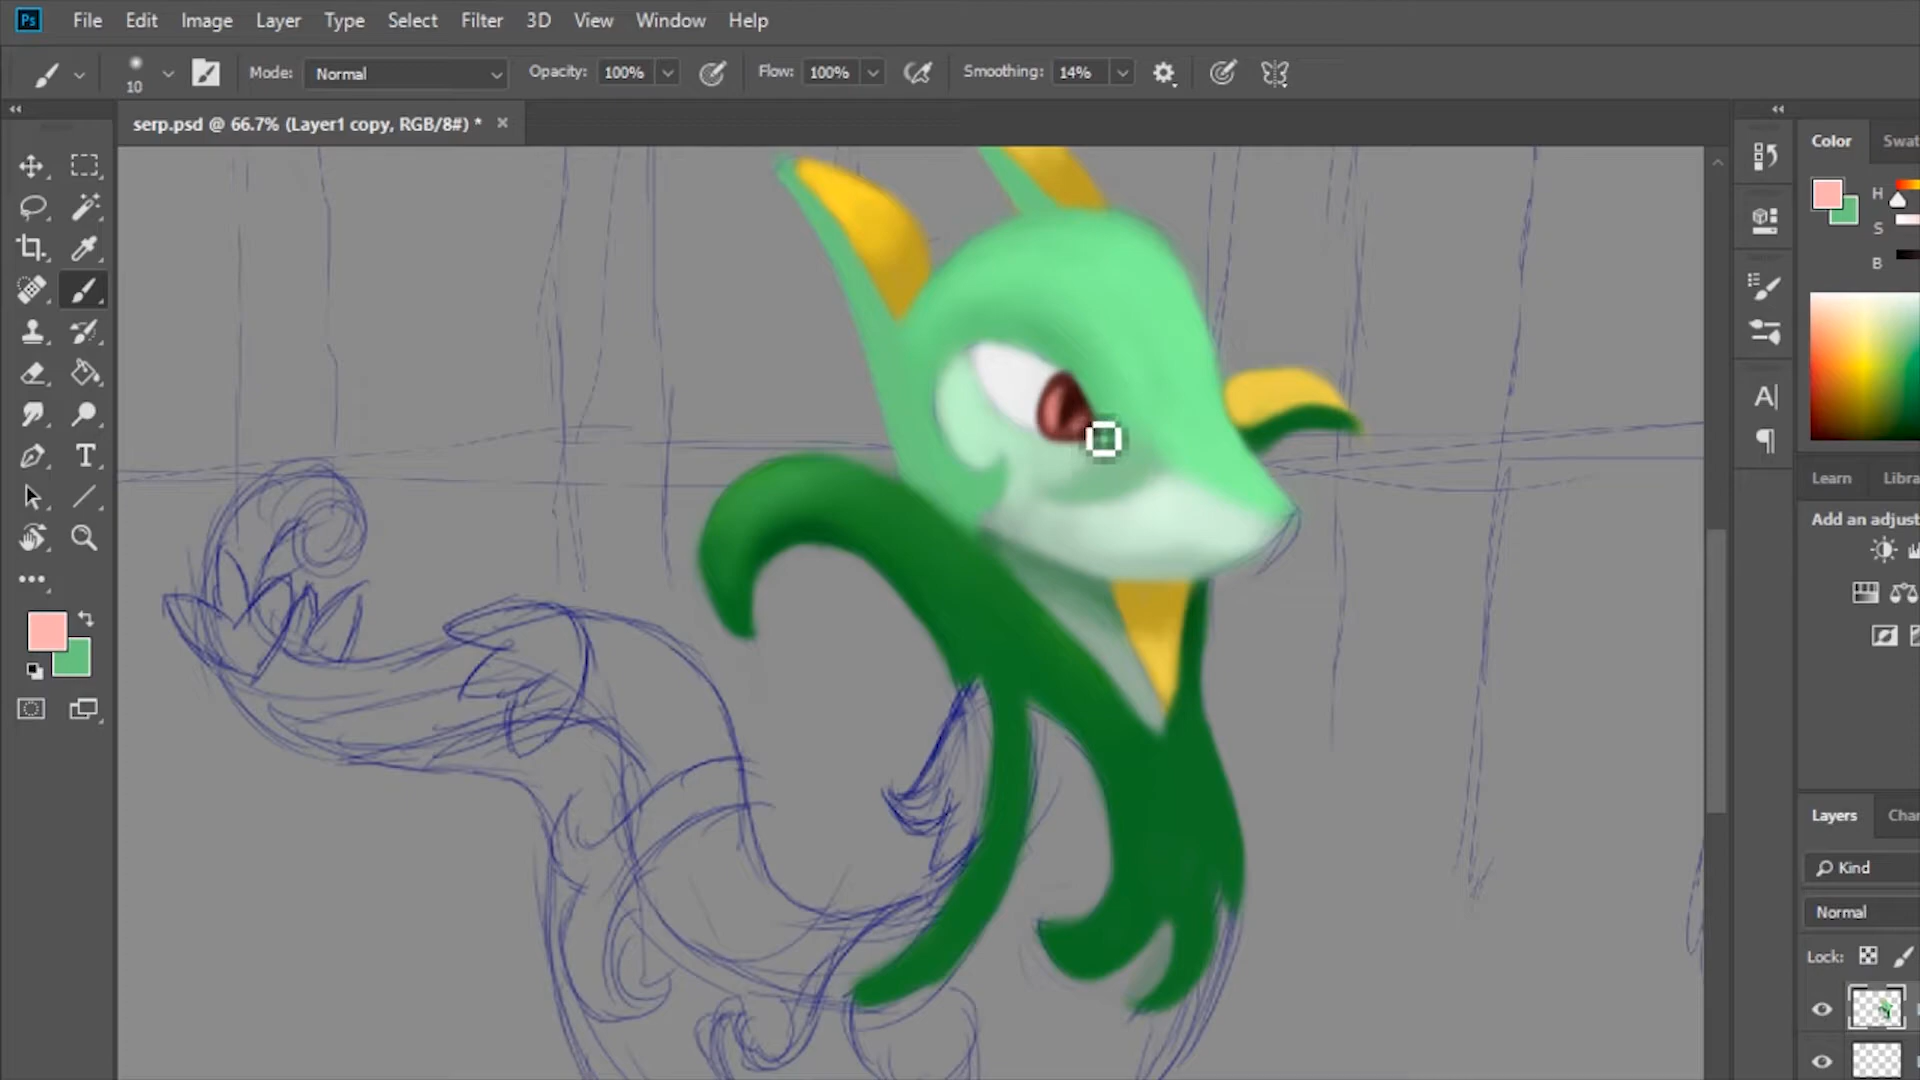 Ps File Edit Image Layer Type Select Filter 3D View Window Help
10 Mode: Normal Opacity: 100% Flow: 100% Smoothing: 14%
serp.psd @ 66.7% (Layer1 copy, RGB/8#) *
Color Swat
H
S
B
Libra
Add an adjust
Layers Char
Kind
Normal
Lock: